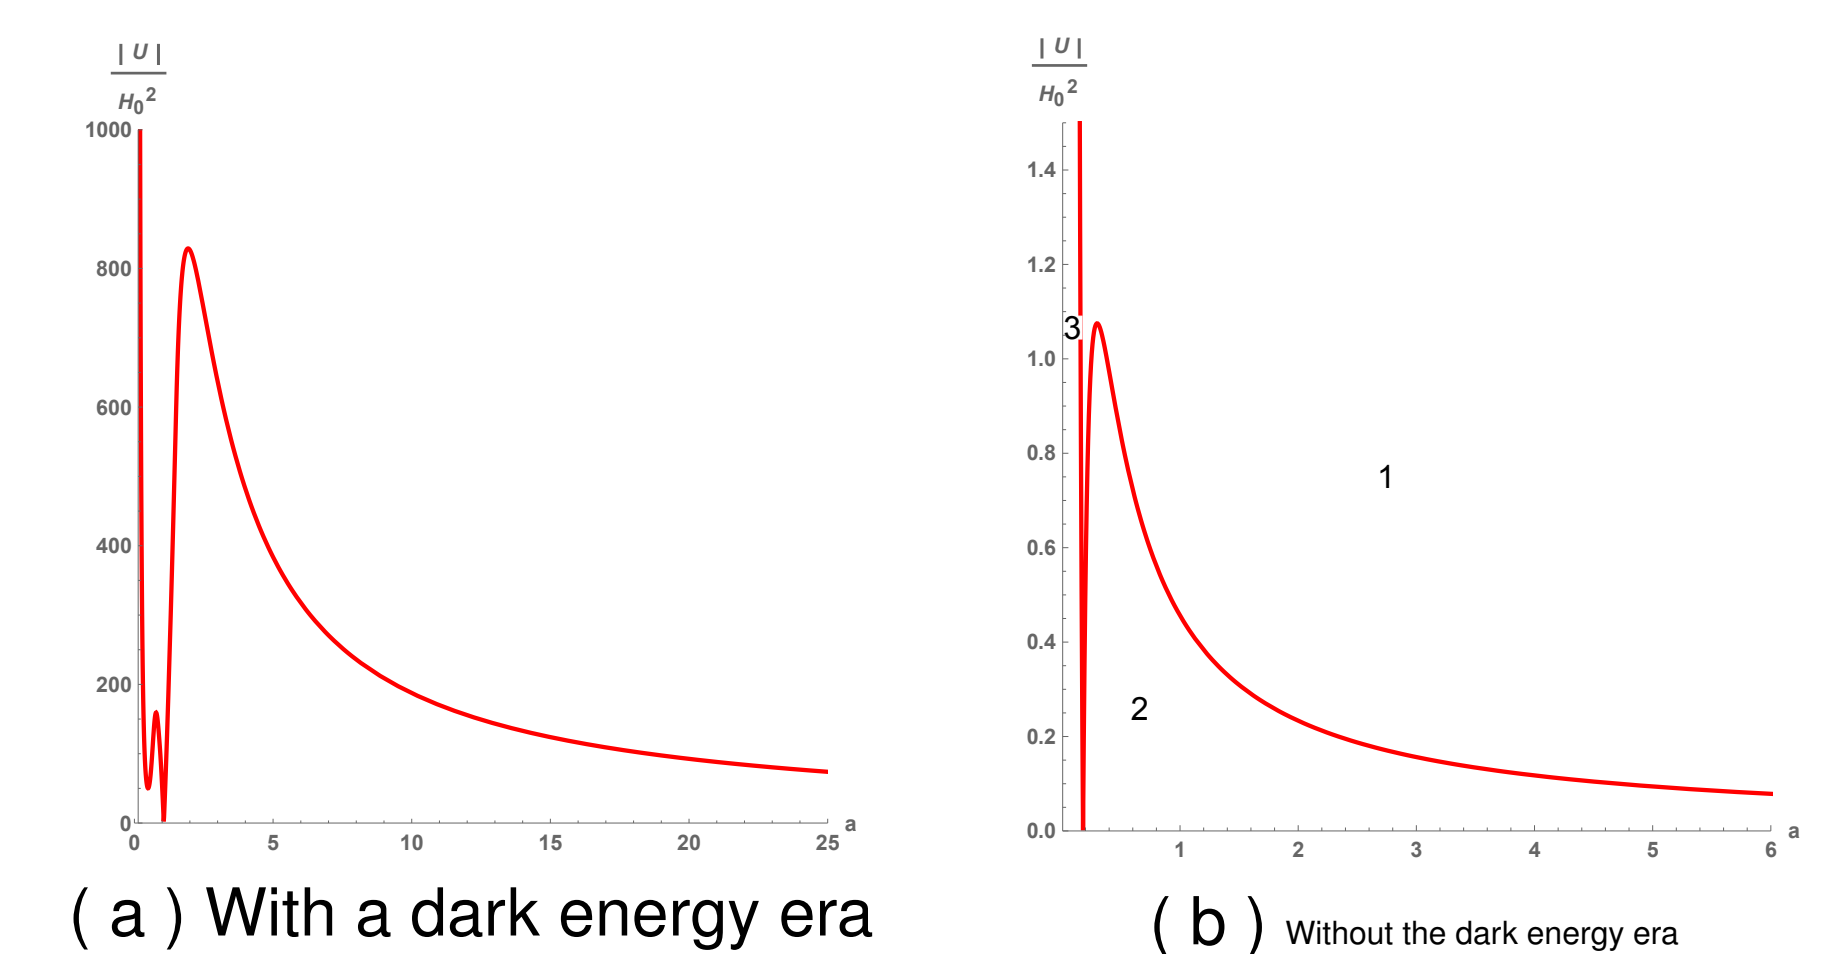 | U |
H0²
1000
800
600
400
200
0
0 5 10 15 20 25
a
( a ) With a dark energy era
| U |
H0²
1.4
1.2
1.0
0.8
0.6
0.4
0.2
0.0
1 2 3 4 5 6
a
3
1
2
( b ) Without the dark energy era